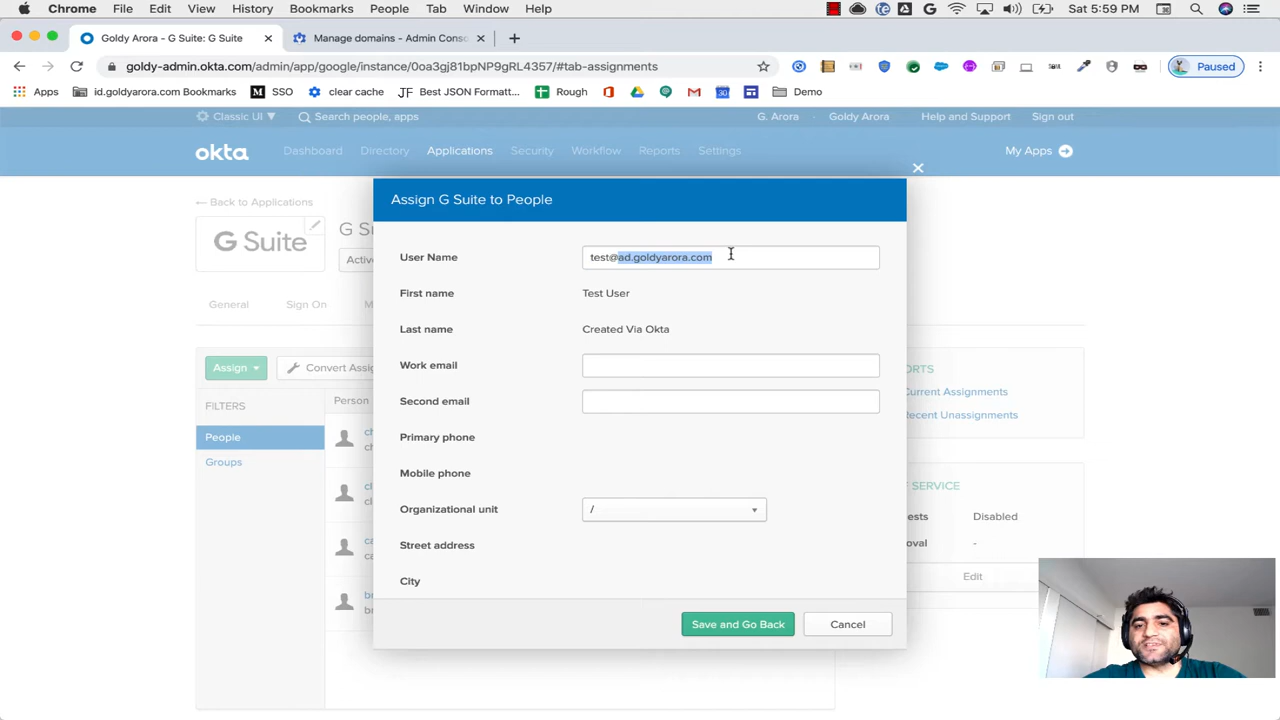 Chrome File Edit View History Bookmarks People Tab Window Help Sat 5:59 PM
Goldy Arora - G Suite: G Suite Manage domains - Admin Conso
goldy-admin.okta.com/admin/app/google/instance/0oa3gj81bpNP9gRL4357/#tab-assignments Paused
Apps id.goldyarora.com Bookmarks SSO clear cache Best JSON Formatt... Rough Demo
Classic UI Search people, apps G. Arora Goldy Arora Help and Support Sign out
okta Dashboard Directory Applications Security Workflow Reports Settings My Apps
Assign G Suite to People
← Back to Applications
G Suite G S
Active
User Name test@ad.goldyarora.com
First name Test User
General Sign On M
Last name Created Via Okta
Assign Convert Assig
Work email
ORTS
Current Assignments
FILTERS Person
Second email
Recent Unassignments
People
Primary phone
Groups
Mobile phone
T SERVICE
Organizational unit /
ests Disabled
Street address
oval -
City
Edit
Save and Go Back Cancel